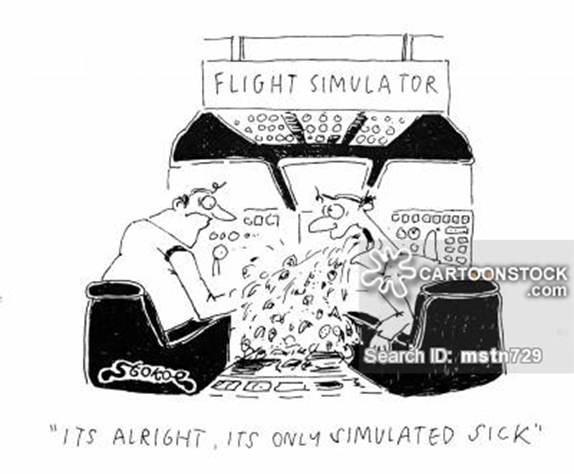 FLIGHT SIMULATOR
CARTOONSTOCK
.com
Search ID: mstn729
"ITS ALRIGHT, ITS ONLY SIMULATED SICK"